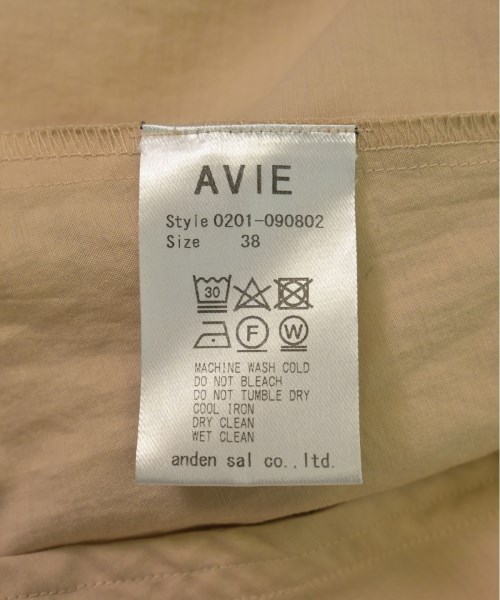 AVIE
Style 0201-090802
Size 38
30
F W
MACHINE WASH COLD
DO NOT BLEACH
DO NOT TUMBLE DRY
COOL IRON
DRY CLEAN
WET CLEAN
anden sal co.,ltd.